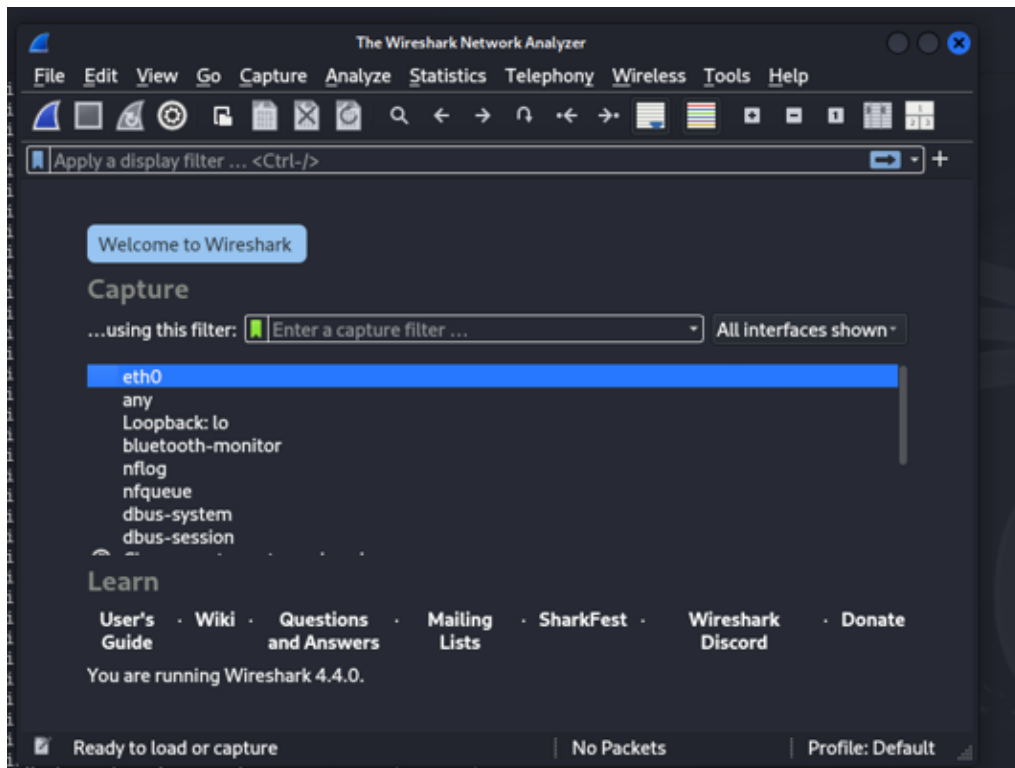 The Wireshark Network Analyzer
File Edit View Go Capture Analyze Statistics Telephony Wireless Tools Help
Apply a display filter ... <Ctrl-/>
Welcome to Wireshark
Capture
...using this filter: Enter a capture filter ... All interfaces shown
eth0
any
Loopback: lo
bluetooth-monitor
nflog
nfqueue
dbus-system
dbus-session
Learn
User's Guide · Wiki · Questions and Answers · Mailing Lists · SharkFest · Wireshark Discord · Donate
You are running Wireshark 4.4.0.
Ready to load or capture No Packets Profile: Default